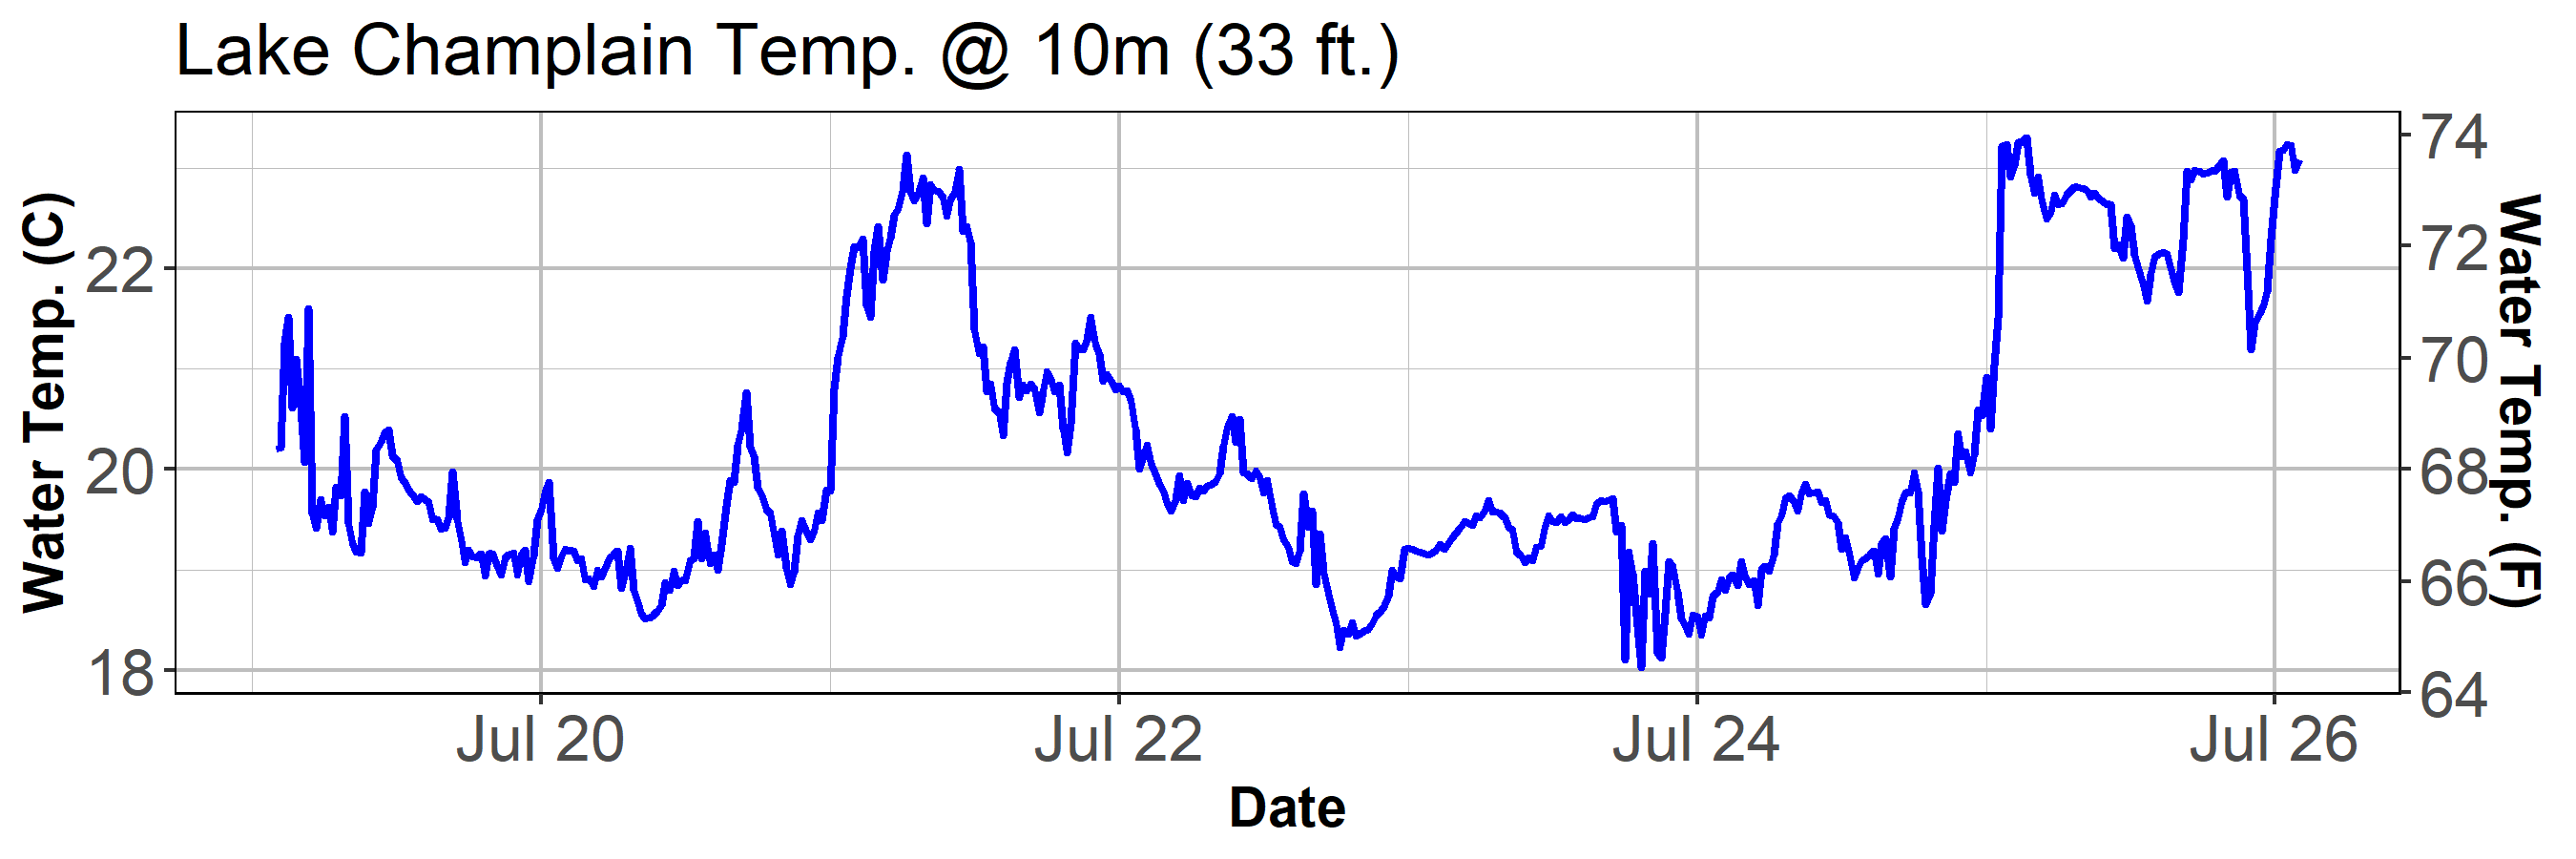 Lake Champlain Temp. @ 10m (33 ft.)
Water Temp. (C)
22
20
18
74
72
70
68
66
64
Water Temp. (F)
Jul 20
Jul 22
Jul 24
Jul 26
Date